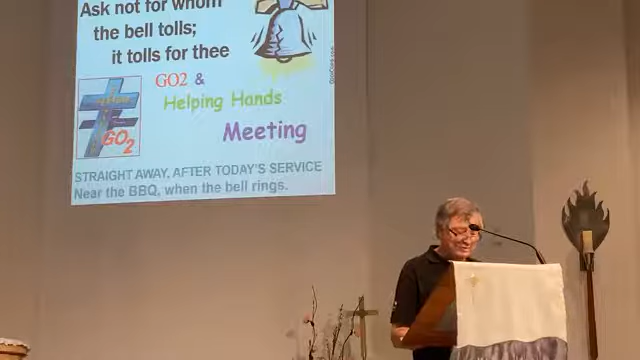 Ask not for whom
the bell tolls;
it tolls for thee
GO2 &
Helping Hands
Meeting
GO2
STRAIGHT AWAY, AFTER TODAY'S SERVICE
Near the BBQ, when the bell rings.